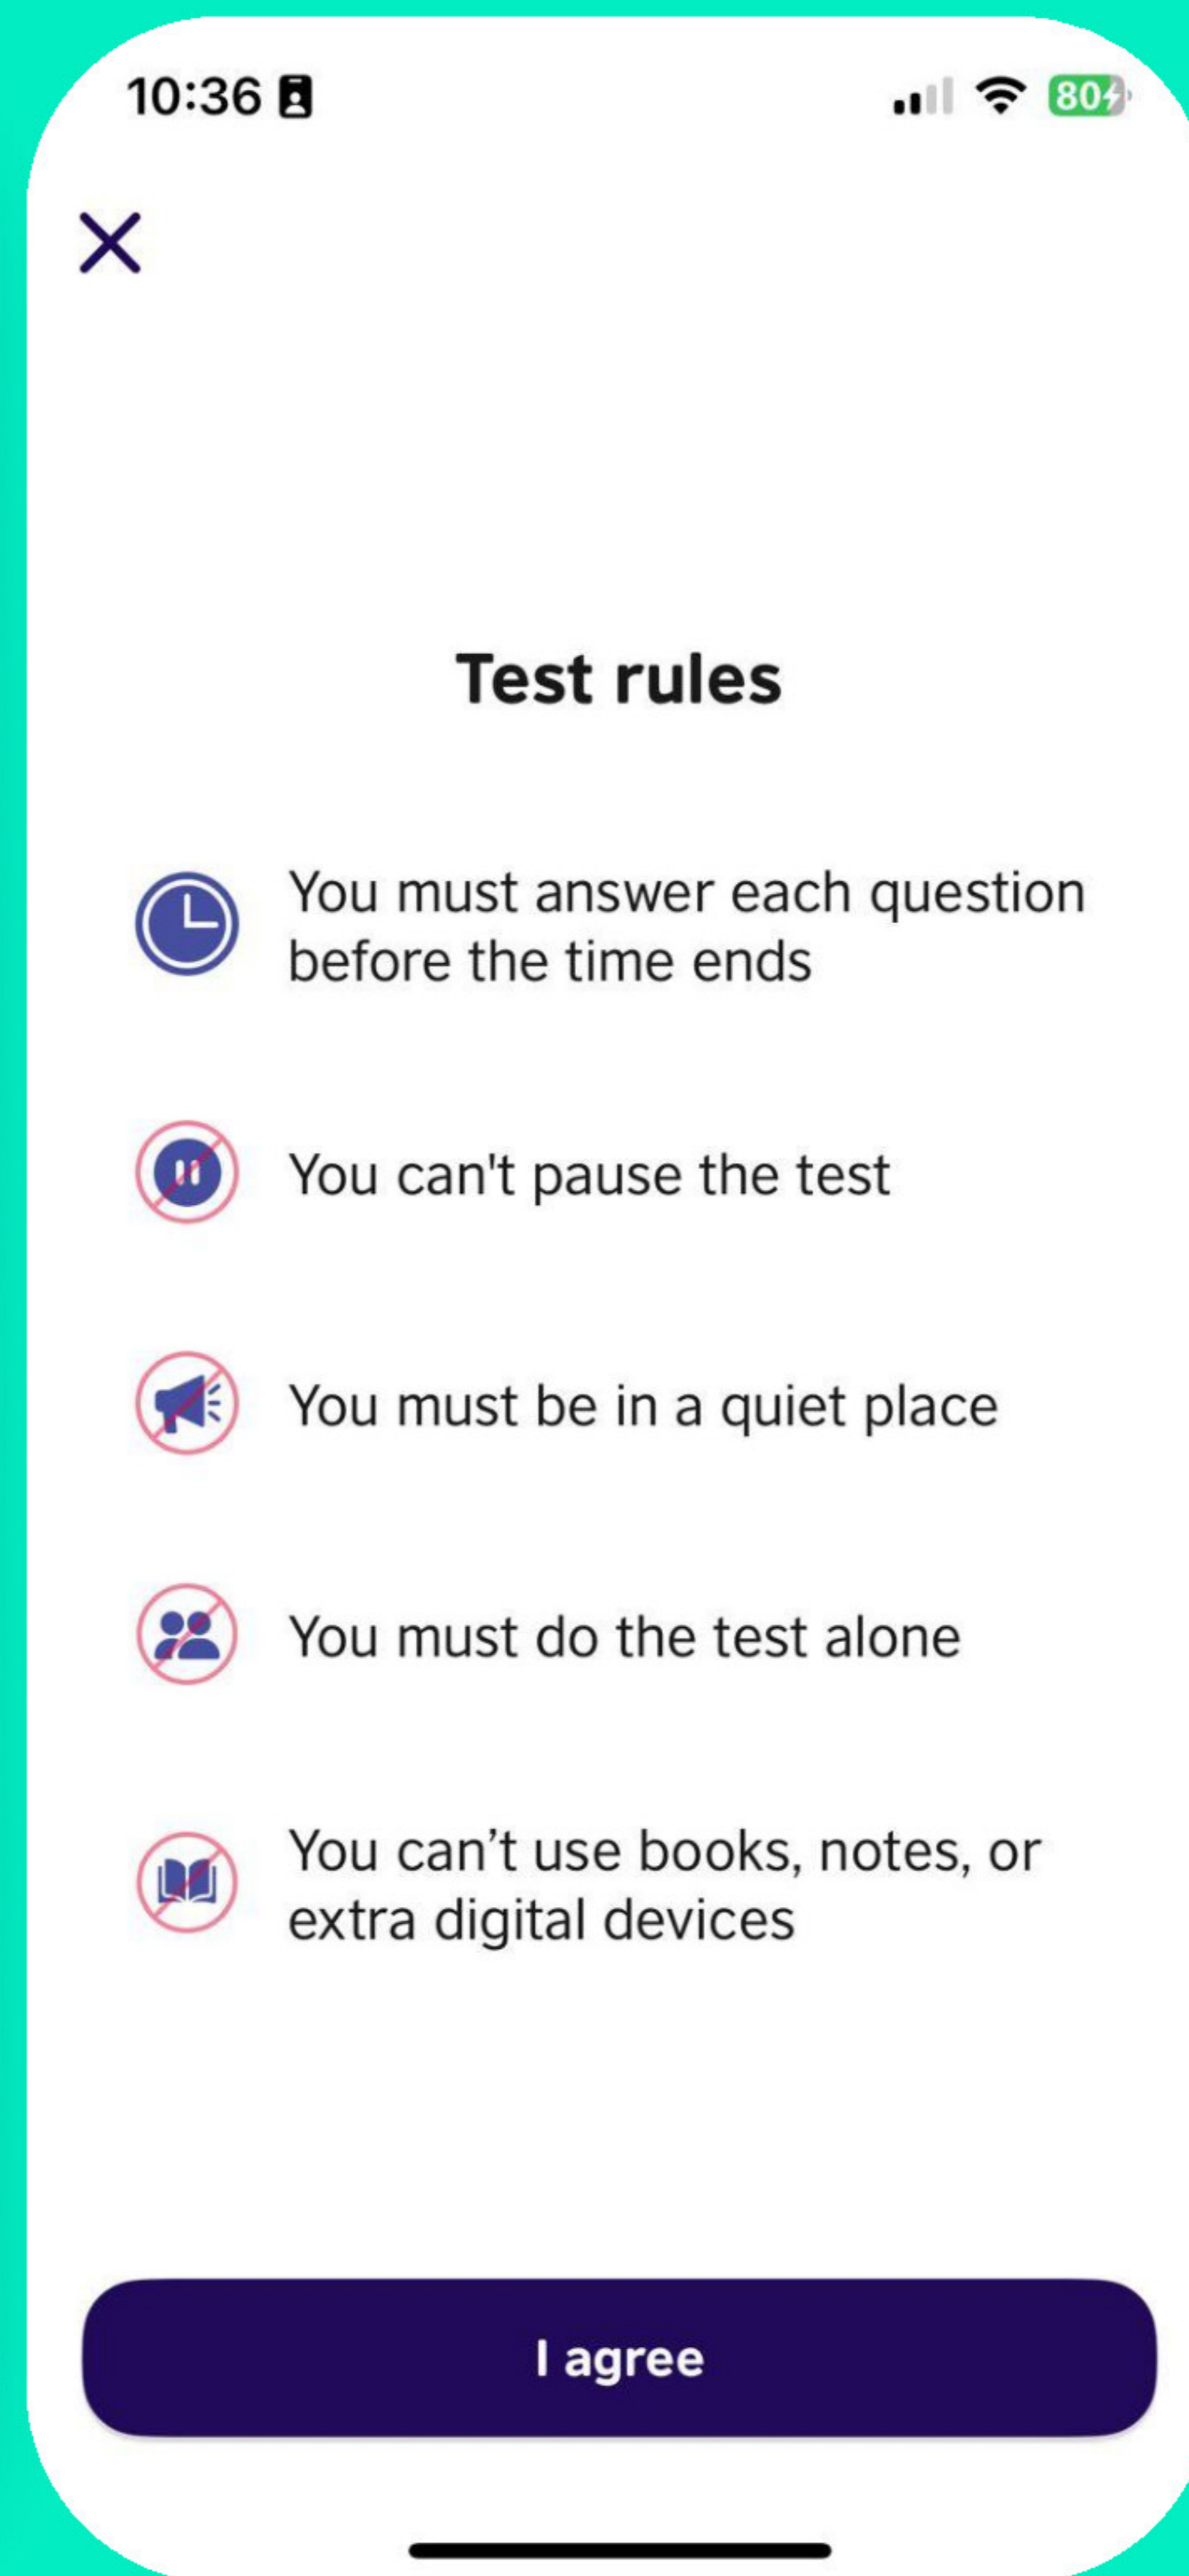 10:36
80
Test rules
You must answer each question
before the time ends
You can't pause the test
You must be in a quiet place
You must do the test alone
You can’t use books, notes, or
extra digital devices
I agree